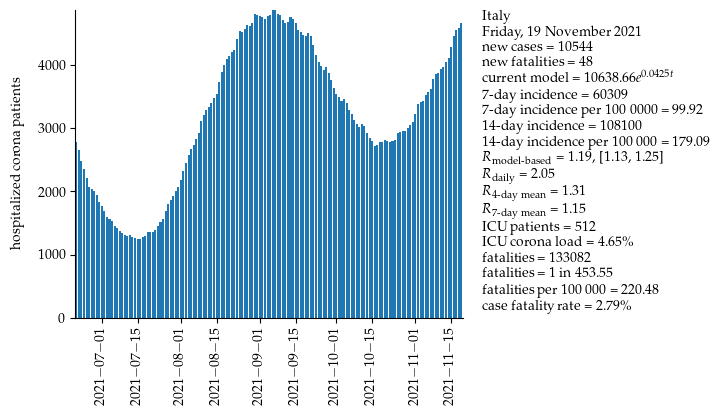 hospitalized corona patients
4000
3000
2000
1000
0
2021−07−01
2021−07−15
2021−08−01
2021−08−15
2021−09−01
2021−09−15
2021−10−01
2021−10−15
2021−11−01
2021−11−15
Italy
Friday, 19 November 2021
new cases = 10544
new fatalities = 48
current model = 10638.66e^0.0425t
7-day incidence = 60309
7-day incidence per 100 0000 = 99.92
14-day incidence = 108100
14-day incidence per 100 000 = 179.09
R_model-based = 1.19, [1.13, 1.25]
R_daily = 2.05
R_4-day mean = 1.31
R_7-day mean = 1.15
ICU patients = 512
ICU corona load = 4.65%
fatalities = 133082
fatalities = 1 in 453.55
fatalities per 100 000 = 220.48
case fatality rate = 2.79%